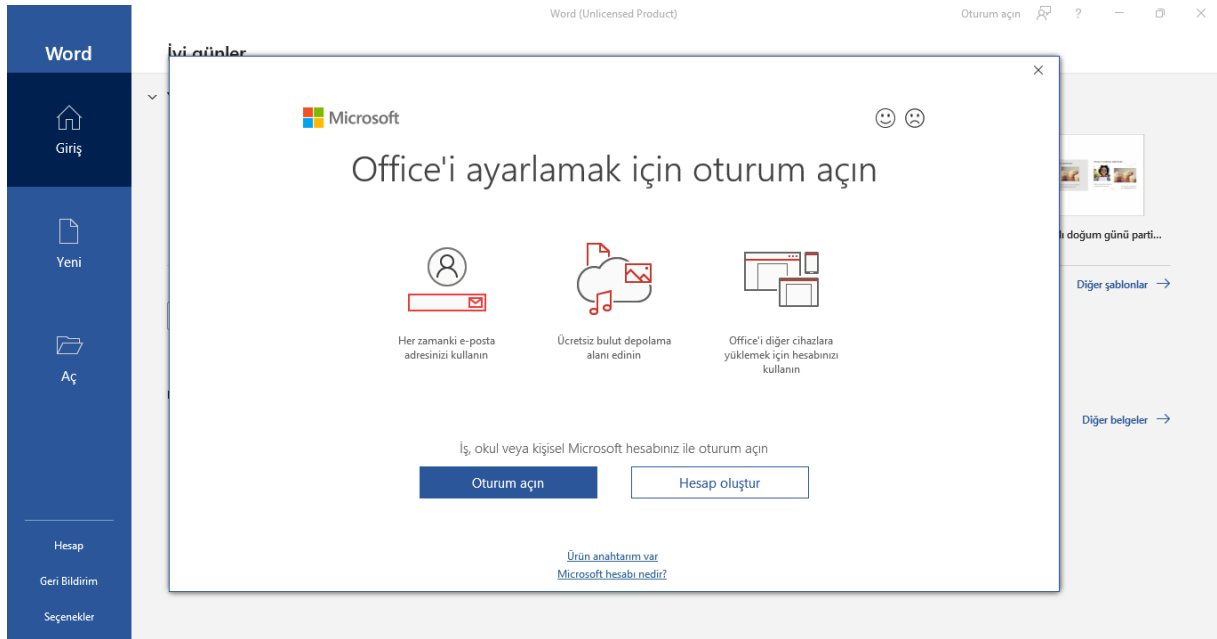 Word (Unlicensed Product)
Oturum açın
?
Word
İyi günler
Giriş
Yeni
Aç
Hesap
Geri Bildirim
Seçenekler
Microsoft
Office'i ayarlamak için oturum açın
Her zamanki e-posta
adresinizi kullanın
Ücretsiz bulut depolama
alanı edinin
Office'i diğer cihazlara
yüklemek için hesabınızı
kullanın
İş, okul veya kişisel Microsoft hesabınız ile oturum açın
Oturum açın
Hesap oluştur
Ürün anahtarım var
Microsoft hesabı nedir?
doğum günü parti...
Diğer şablonlar
Diğer belgeler